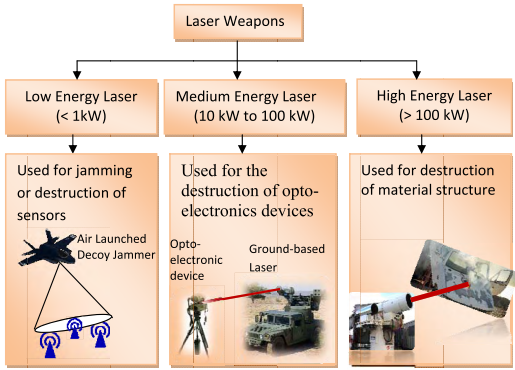 Laser Weapons
Low Energy Laser
(< 1kW)
Medium Energy Laser
(10 kW to 100 kW)
High Energy Laser
(> 100 kW)
Used for jamming
or destruction of
sensors
Air Launched
Decoy Jammer
Used for the
destruction of opto-
electronics devices
Opto-
electronic
device
Ground-based
Laser
Used for destruction
of material structure